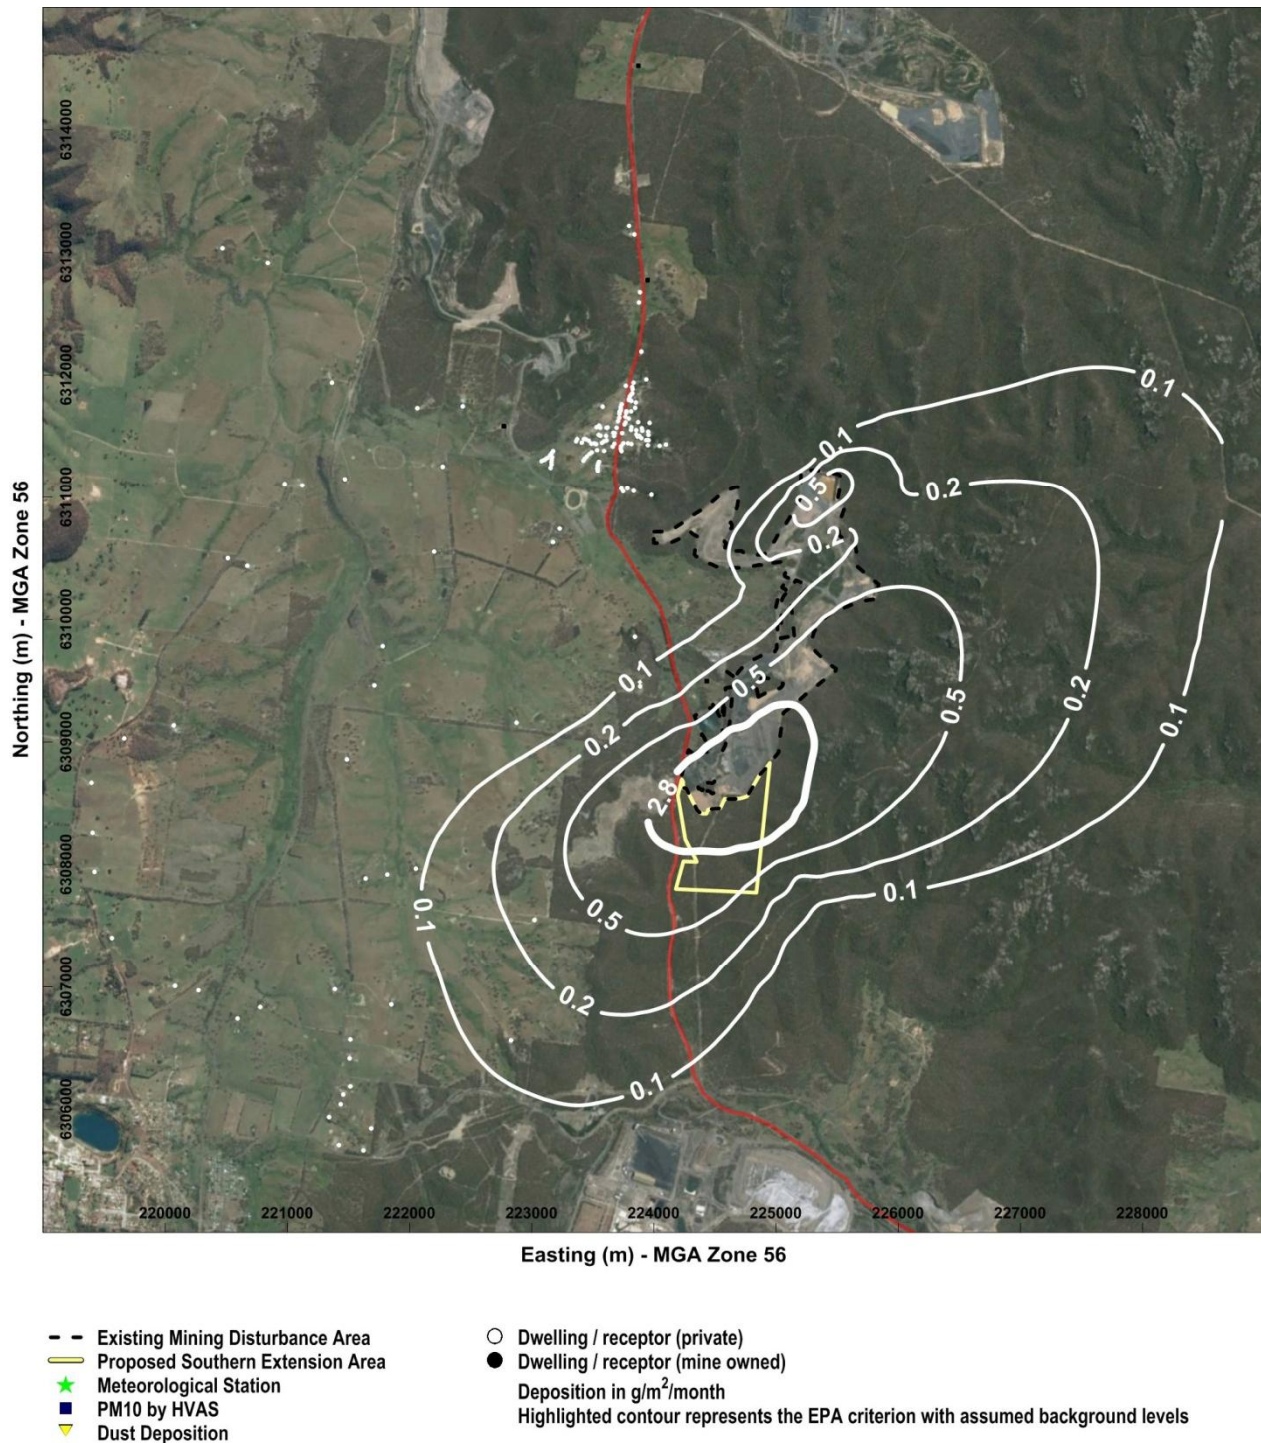 6314000
6313000
6312000
6311000
6310000
6309000
6308000
6307000
6306000
Northing (m) - MGA Zone 56
0.1
0.1
0.5
0.2
0.2
0.1
0.5
0.2
0.5
0.2
0.1
2.8
0.1
0.5
0.1
0.2
0.1
220000 221000 222000 223000 224000 225000 226000 227000 228000
Easting (m) - MGA Zone 56
Existing Mining Disturbance Area
Proposed Southern Extension Area
Meteorological Station
PM10 by HVAS
Dust Deposition
Dwelling / receptor (private)
Dwelling / receptor (mine owned)
Deposition in g/m²/month
Highlighted contour represents the EPA criterion with assumed background levels